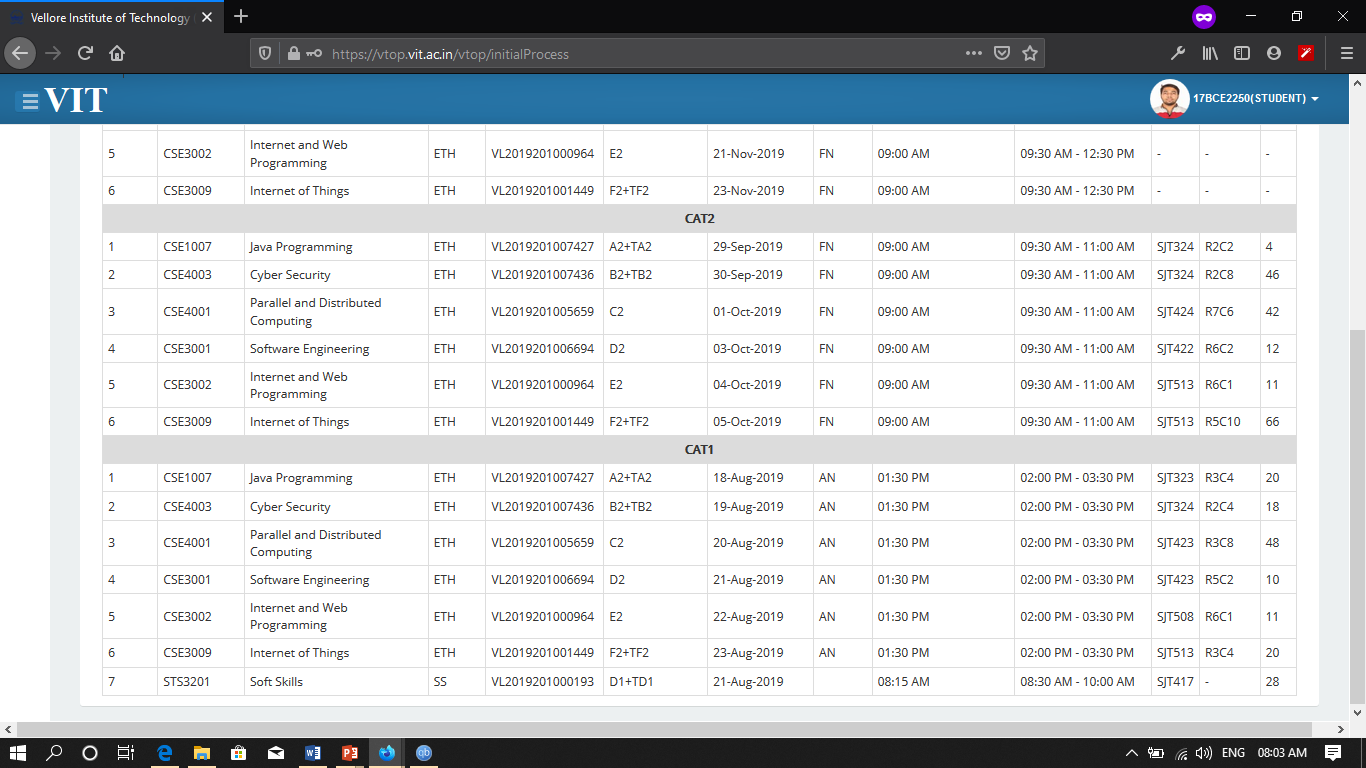 Vellore Institute of Technology
https://vtop.vit.ac.in/vtop/initialProcess
VIT
17BCE2250(STUDENT)
5 CSE3002 Internet and Web Programming ETH VL2019201000964 E2 21-Nov-2019 FN 09:00 AM 09:30 AM - 12:30 PM - - -
6 CSE3009 Internet of Things ETH VL2019201001449 F2+TF2 23-Nov-2019 FN 09:00 AM 09:30 AM - 12:30 PM - - -
CAT2
1 CSE1007 Java Programming ETH VL2019201007427 A2+TA2 29-Sep-2019 FN 09:00 AM 09:30 AM - 11:00 AM SJT324 R2C2 4
2 CSE4003 Cyber Security ETH VL2019201007436 B2+TB2 30-Sep-2019 FN 09:00 AM 09:30 AM - 11:00 AM SJT324 R2C8 46
3 CSE4001 Parallel and Distributed Computing ETH VL2019201005659 C2 01-Oct-2019 FN 09:00 AM 09:30 AM - 11:00 AM SJT424 R7C6 42
4 CSE3001 Software Engineering ETH VL2019201006694 D2 03-Oct-2019 FN 09:00 AM 09:30 AM - 11:00 AM SJT422 R6C2 12
5 CSE3002 Internet and Web Programming ETH VL2019201000964 E2 04-Oct-2019 FN 09:00 AM 09:30 AM - 11:00 AM SJT513 R6C1 11
6 CSE3009 Internet of Things ETH VL2019201001449 F2+TF2 05-Oct-2019 FN 09:00 AM 09:30 AM - 11:00 AM SJT513 R5C10 66
CAT1
1 CSE1007 Java Programming ETH VL2019201007427 A2+TA2 18-Aug-2019 AN 01:30 PM 02:00 PM - 03:30 PM SJT323 R3C4 20
2 CSE4003 Cyber Security ETH VL2019201007436 B2+TB2 19-Aug-2019 AN 01:30 PM 02:00 PM - 03:30 PM SJT324 R2C4 18
3 CSE4001 Parallel and Distributed Computing ETH VL2019201005659 C2 20-Aug-2019 AN 01:30 PM 02:00 PM - 03:30 PM SJT423 R3C8 48
4 CSE3001 Software Engineering ETH VL2019201006694 D2 21-Aug-2019 AN 01:30 PM 02:00 PM - 03:30 PM SJT423 R5C2 10
5 CSE3002 Internet and Web Programming ETH VL2019201000964 E2 22-Aug-2019 AN 01:30 PM 02:00 PM - 03:30 PM SJT508 R6C1 11
6 CSE3009 Internet of Things ETH VL2019201001449 F2+TF2 23-Aug-2019 AN 01:30 PM 02:00 PM - 03:30 PM SJT513 R3C4 20
7 STS3201 Soft Skills SS VL2019201000193 D1+TD1 21-Aug-2019 08:15 AM 08:30 AM - 10:00 AM SJT417 - 28
qb
ENG 08:03 AM